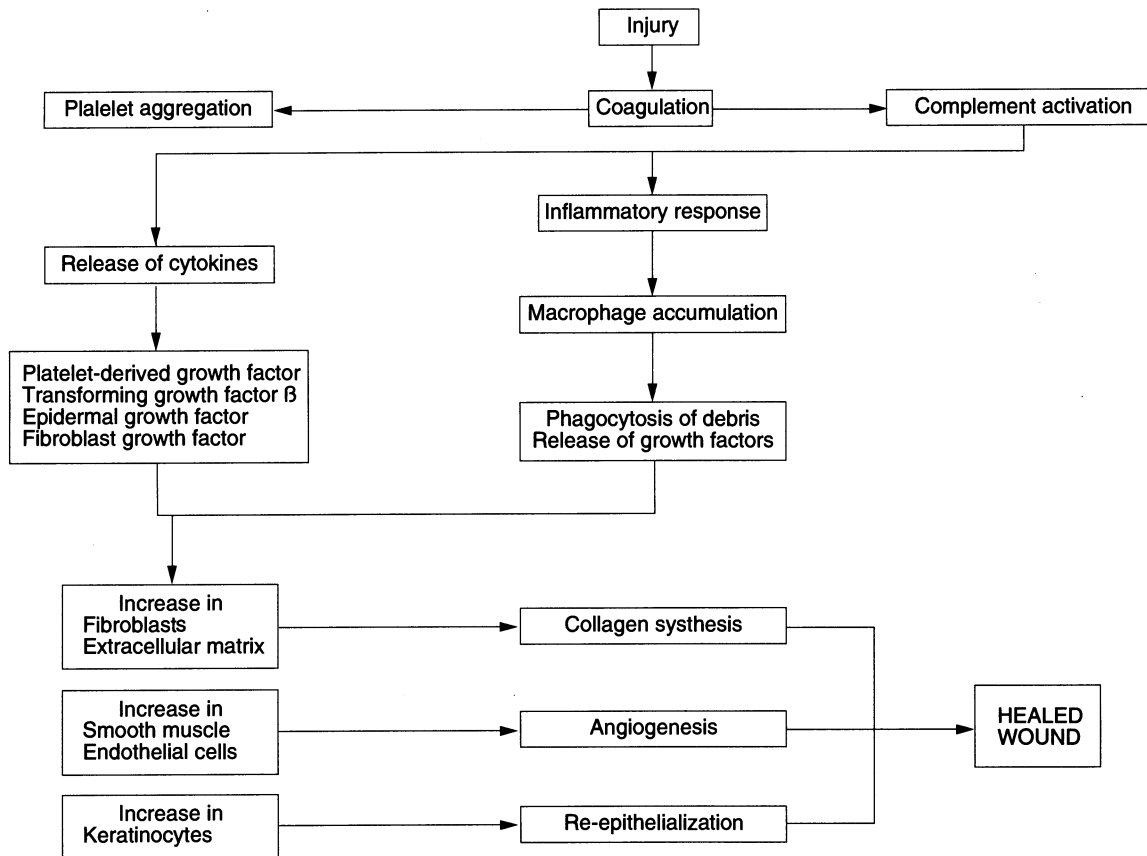 Injury
Plalelet aggregation
Coagulation
Complement activation
Inflammatory response
Release of cytokines
Macrophage accumulation
Platelet-derived growth factor
Transforming growth factor ß
Epidermal growth factor
Fibroblast growth factor
Phagocytosis of debris
Release of growth factors
Increase in
Fibroblasts
Extracellular matrix
Collagen systhesis
Increase in
Smooth muscle
Endothelial cells
Angiogenesis
HEALED
WOUND
Increase in
Keratinocytes
Re-epithelialization